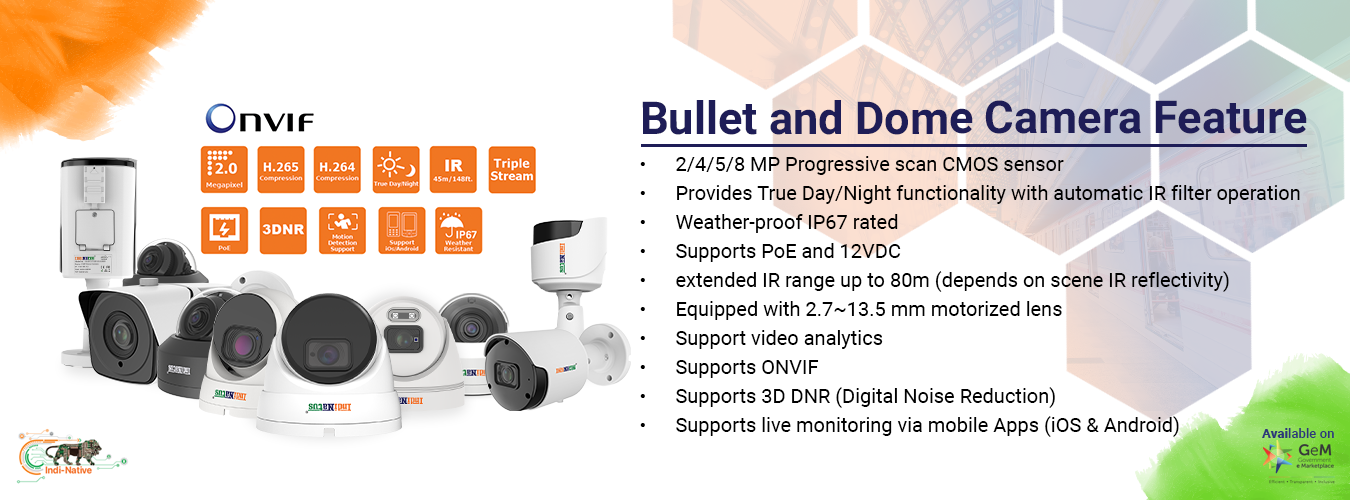 ONVIF
2.0
Megapixel
H.265
Compression
H.264
Compression
True Day/Night
IR
45m/148ft.
Triple
Stream
PoE
3DNR
Motion
Detection
Support
Support
iOs/Android
IP67
Weather
Resistant
IndiNatus
IndiNatus
IndiNatus
IndiNatus
IndiNatus
Indi-Native
Bullet and Dome Camera Feature
• 2/4/5/8 MP Progressive scan CMOS sensor
• Provides True Day/Night functionality with automatic IR filter operation
• Weather-proof IP67 rated
• Supports PoE and 12VDC
• extended IR range up to 80m (depends on scene IR reflectivity)
• Equipped with 2.7~13.5 mm motorized lens
• Support video analytics
• Supports ONVIF
• Supports 3D DNR (Digital Noise Reduction)
• Supports live monitoring via mobile Apps (iOS & Android)
Available on
GeM
Government
e Marketplace
Efficient • Transparent • Inclusive